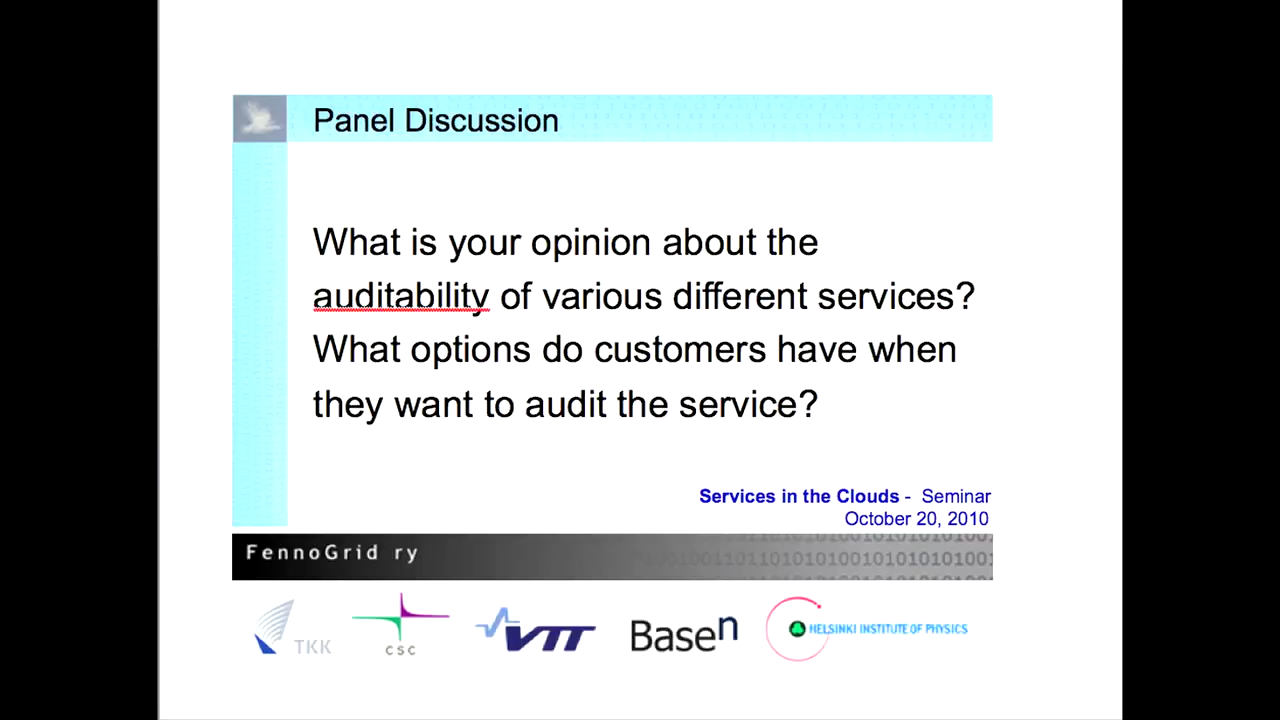 Panel Discussion
What is your opinion about the
auditability of various different services?
What options do customers have when
they want to audit the service?
Services in the Clouds - Seminar
October 20, 2010
FennoGrid ry
TKK
CSC
VTT
Basen
HELSINKI INSTITUTE OF PHYSICS